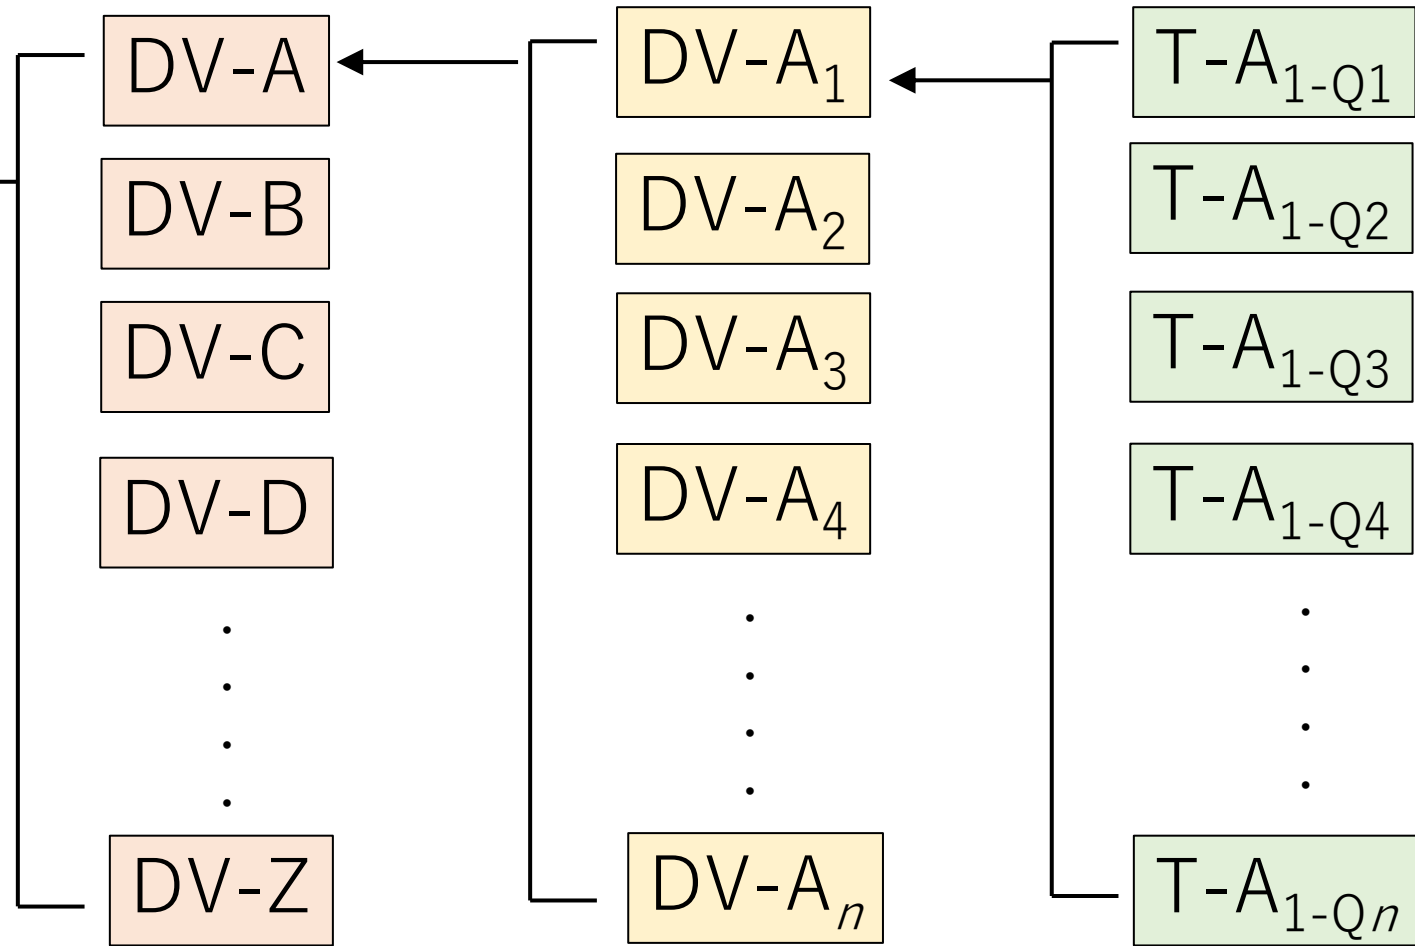 DV-A
DV-B
DV-C
DV-D
DV-Z
DV-A₁
DV-A₂
DV-A₃
DV-A₄
DV-Aₙ
T-A₁₋Q₁
T-A₁₋Q₂
T-A₁₋Q₃
T-A₁₋Q₄
T-A₁₋Qₙ